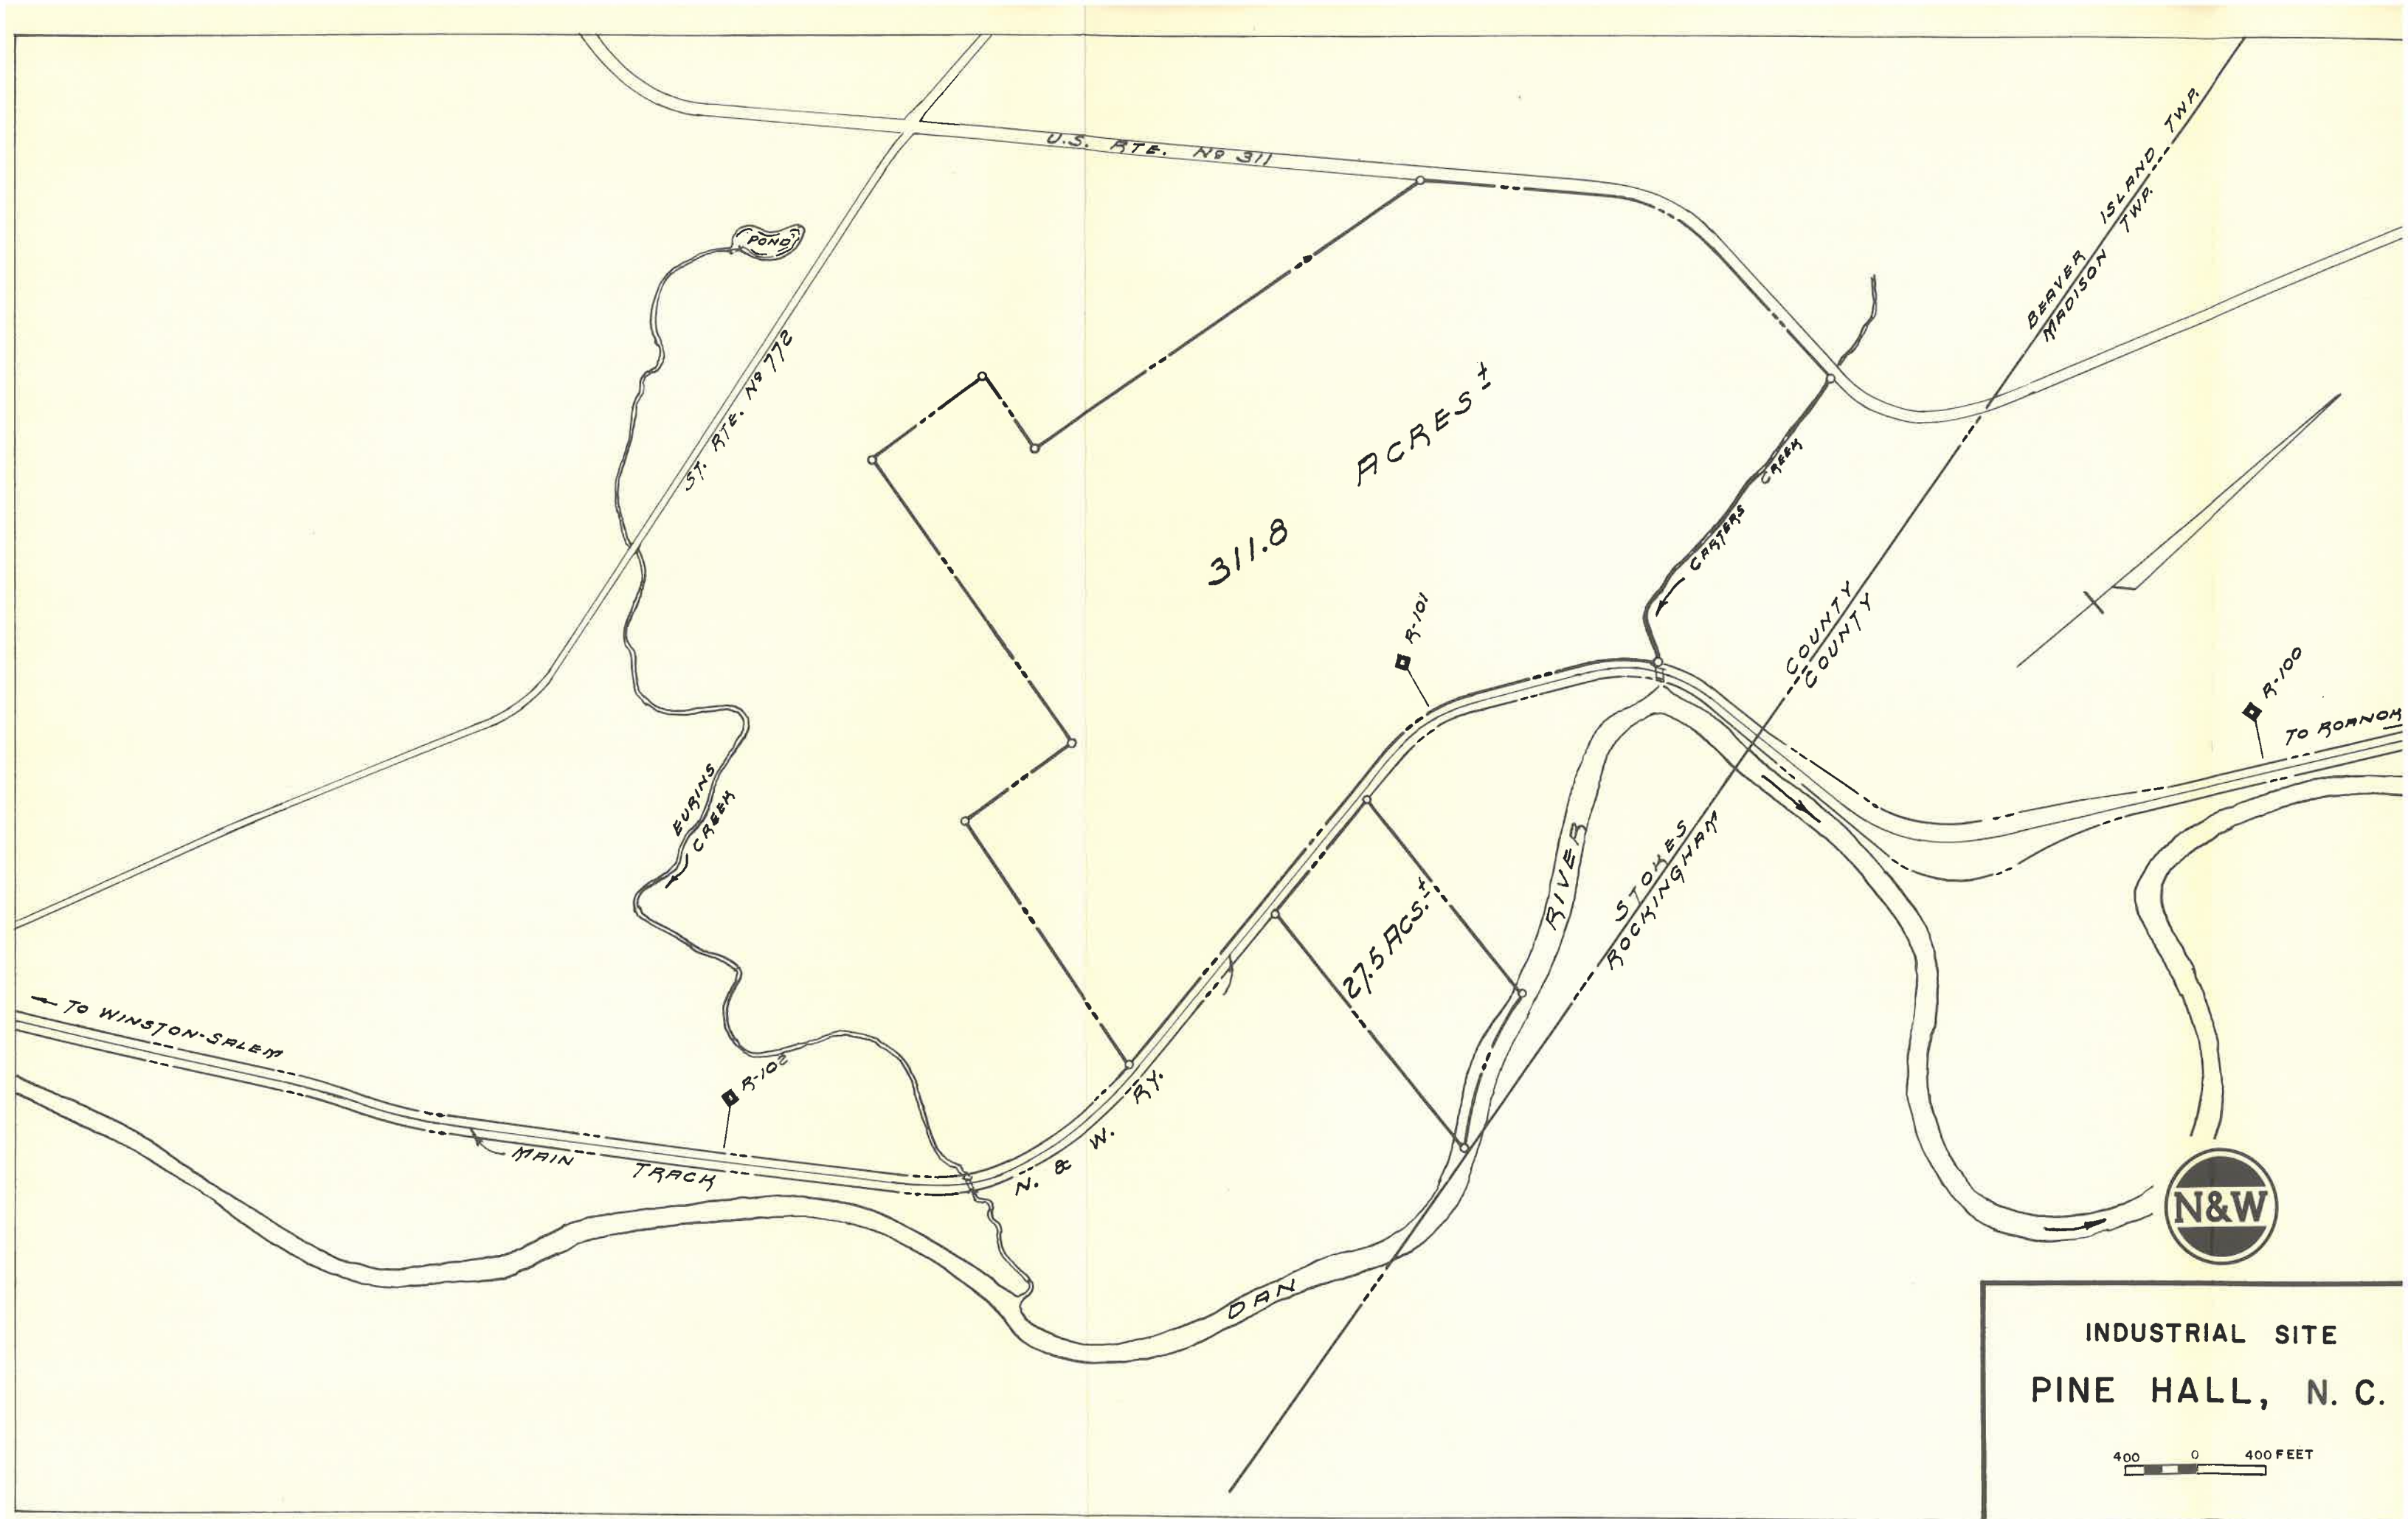 U.S. RTE. Nº 311
POND
ST. RTE. Nº 772
BEAVER ISLAND TWP.
MADISON TWP.
ACRES ±
311.8
CARTERS CREEK
R-101
COUNTY
COUNTY
R-100
TO ROANOK
EURINS
CREEK
27.5 ACS. ±
RIVER
STOKES
ROCKINGHAM
← TO WINSTON-SALEM
R-102
MAIN TRACK
N. & W. RY.
DAN
N&W
INDUSTRIAL SITE
PINE HALL, N. C.
400 0 400 FEET